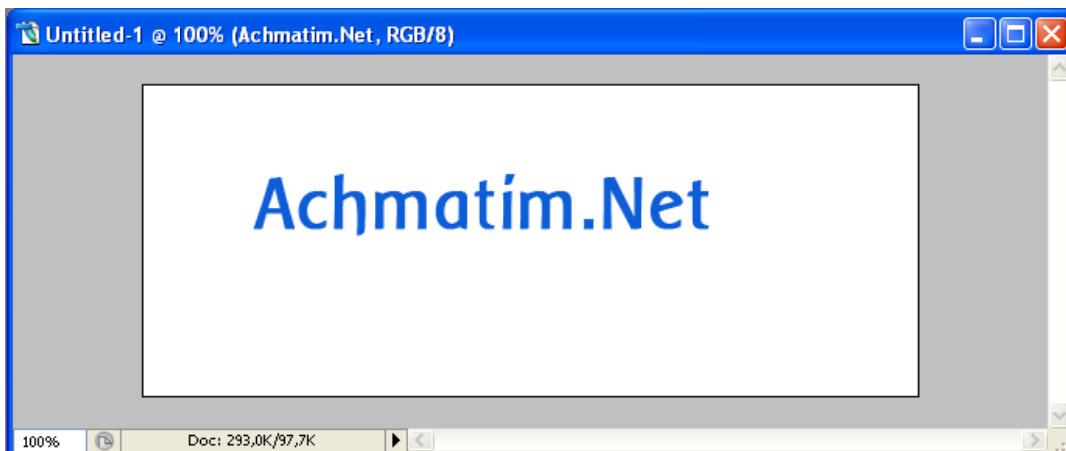 Untitled-1 @ 100% (Achmatim.Net, RGB/8)
Achmatim.Net
100% Doc: 293,0K/97,7K